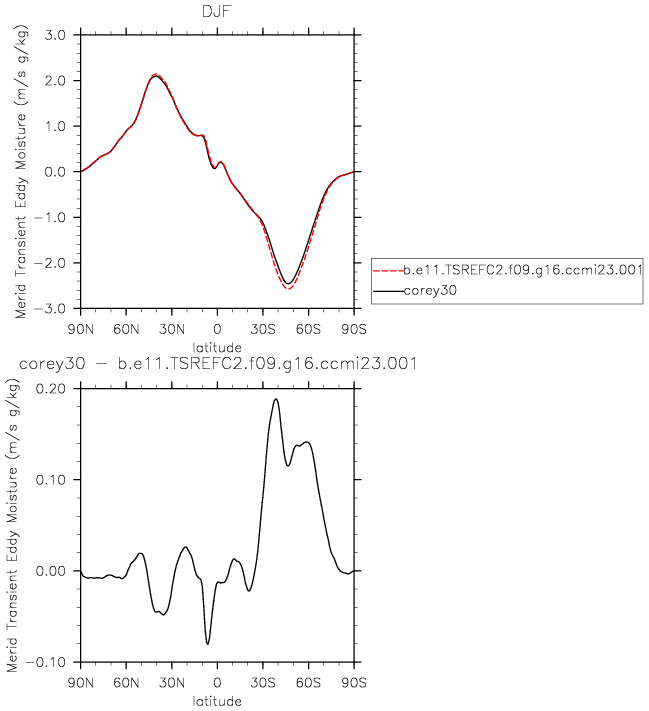 DJF
Merid Transient Eddy Moisture (m/s g/kg)
3.0
2.0
1.0
0.0
−1.0
−2.0
−3.0
90N 60N 30N 0 30S 60S 90S
latitude
b.e11.TSREFC2.f09.g16.ccmi23.001
corey30
corey30 − b.e11.TSREFC2.f09.g16.ccmi23.001
Merid Transient Eddy Moisture (m/s g/kg)
0.20
0.10
0.00
−0.10
90N 60N 30N 0 30S 60S 90S
latitude